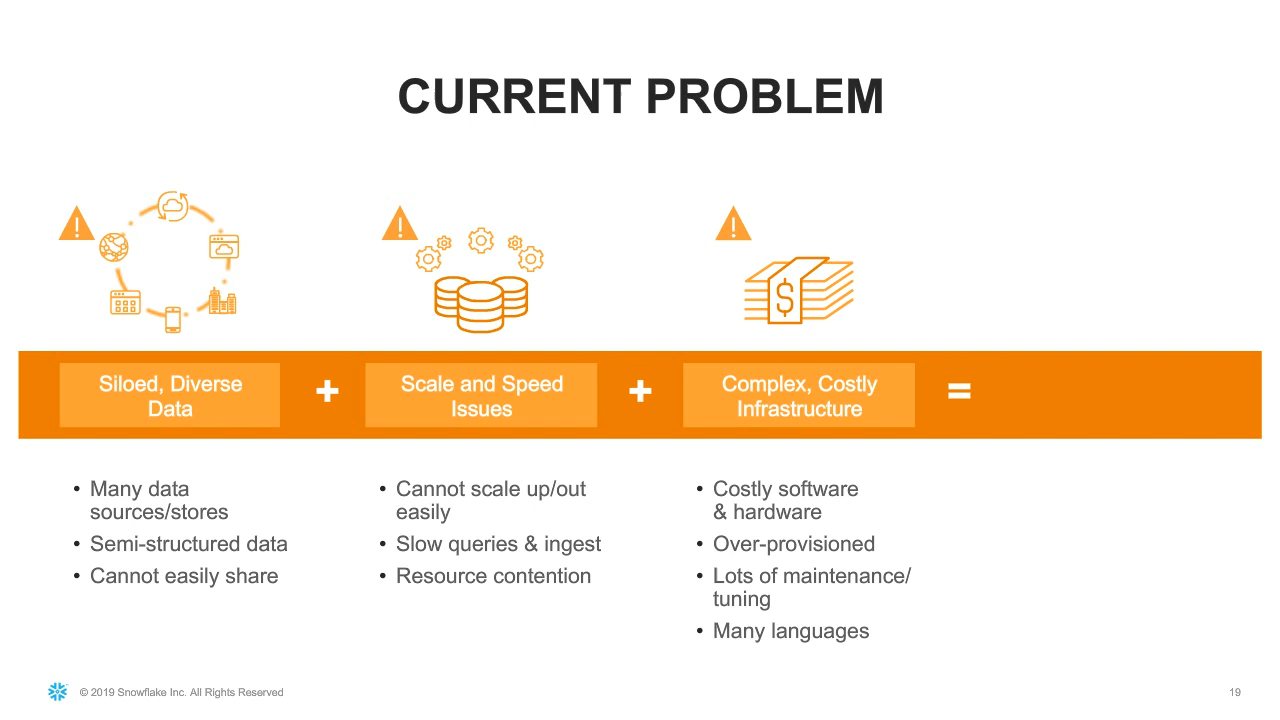 CURRENT PROBLEM
Siloed, Diverse
Data
+
Scale and Speed
Issues
+
Complex, Costly
Infrastructure
=
• Many data
sources/stores
• Semi-structured data
• Cannot easily share
• Cannot scale up/out
easily
• Slow queries & ingest
• Resource contention
• Costly software
& hardware
• Over-provisioned
• Lots of maintenance/
tuning
• Many languages
© 2019 Snowflake Inc. All Rights Reserved
19